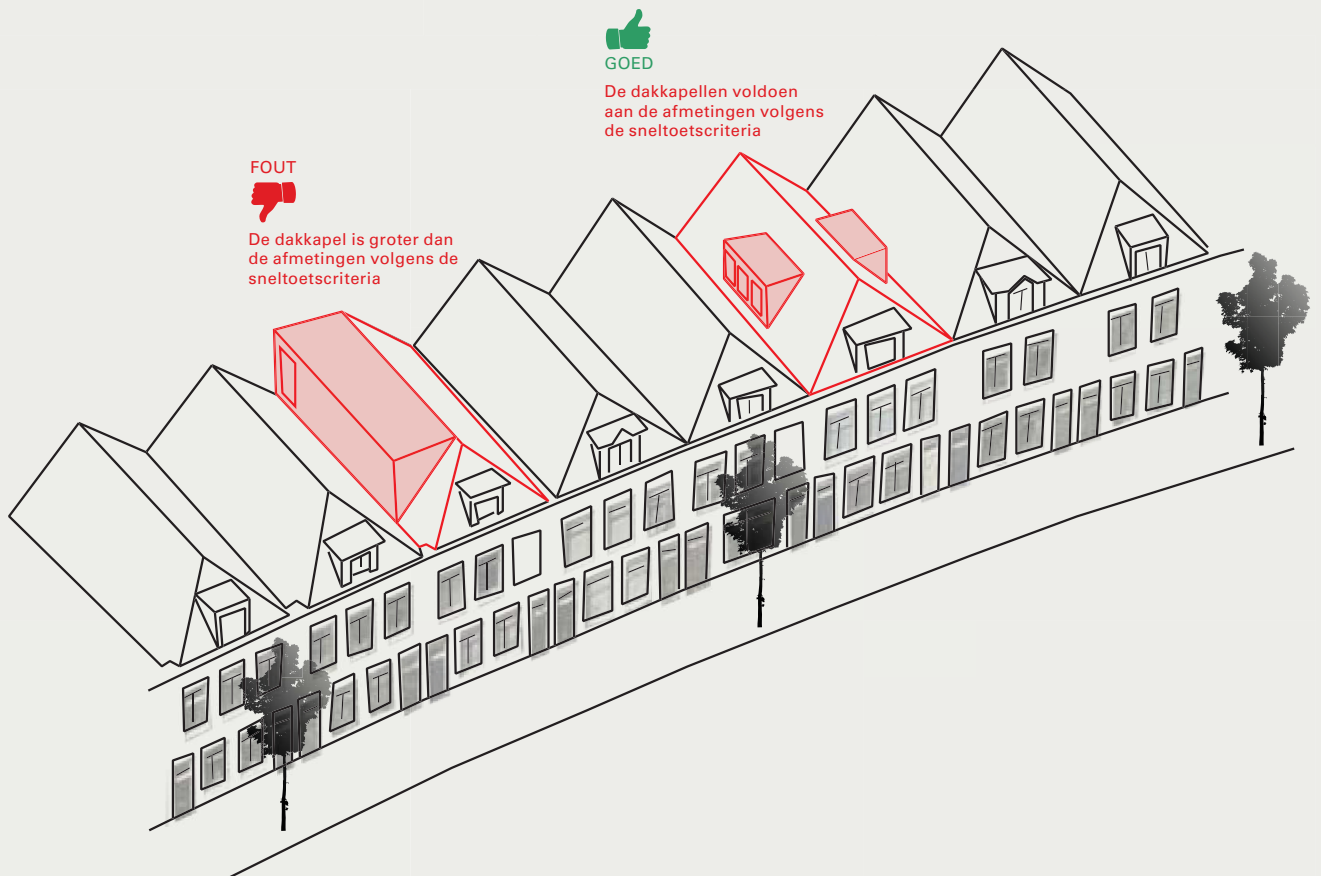 GOED
De dakkapellen voldoen
aan de afmetingen volgens
de sneltoetscriteria
FOUT
De dakkapel is groter dan
de afmetingen volgens de
sneltoetscriteria